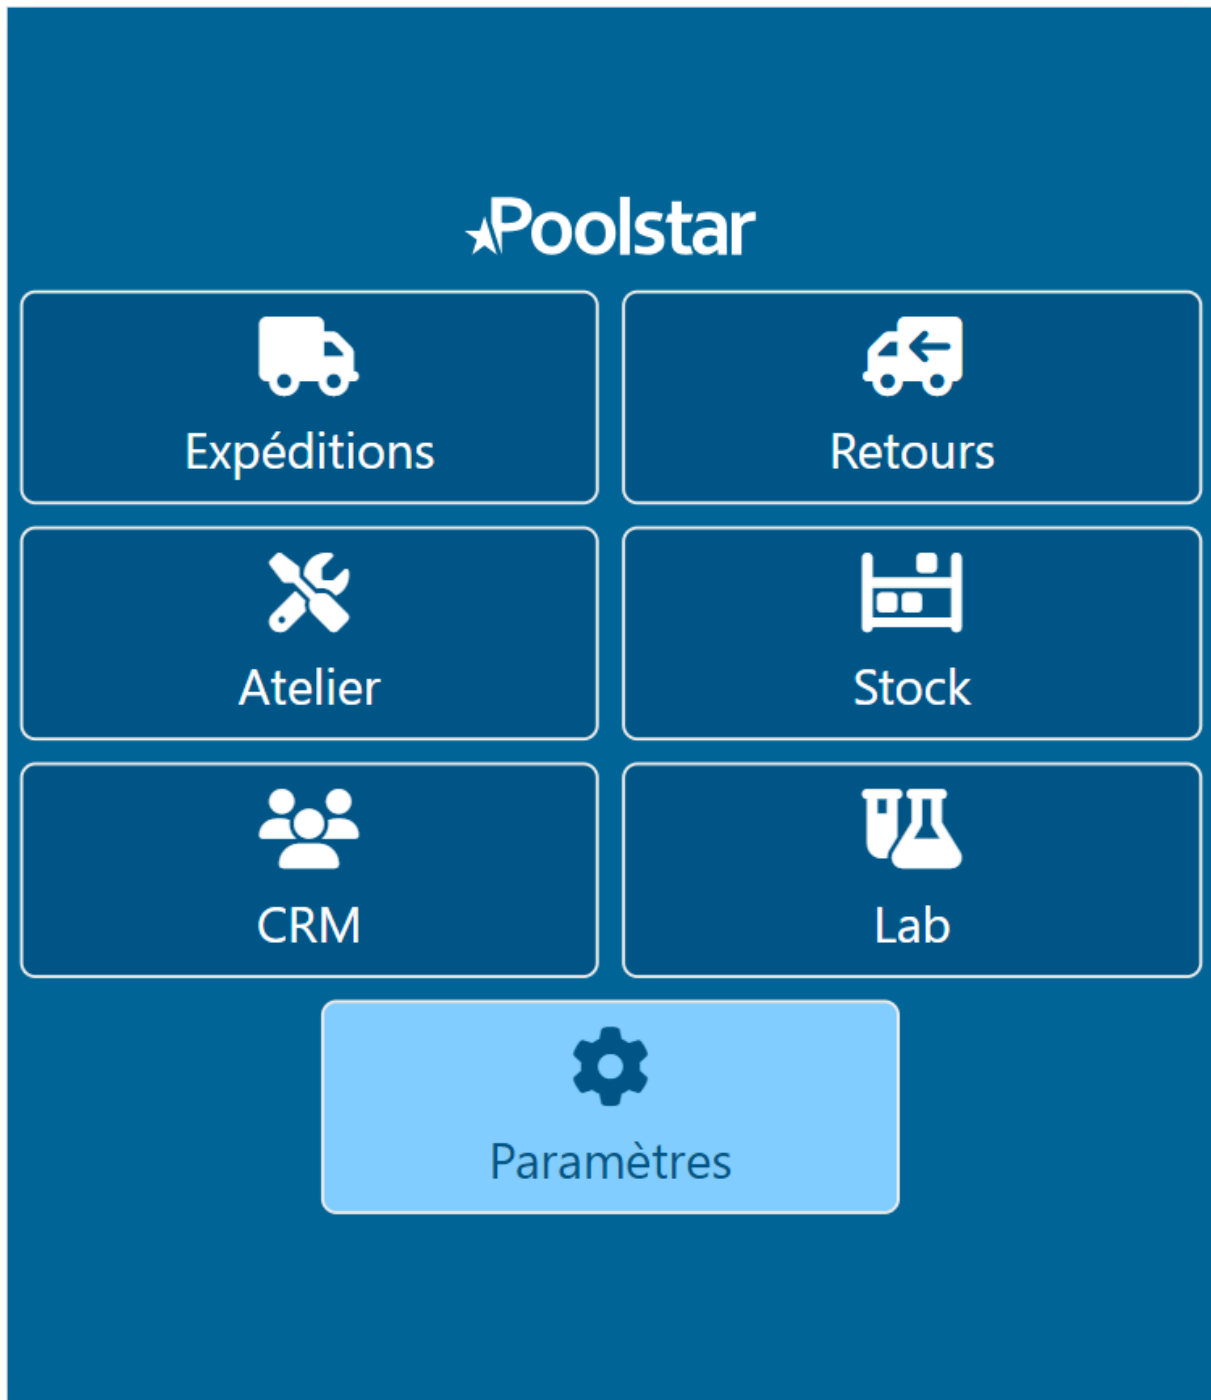 Poolstar
Expéditions
Retours
Atelier
Stock
CRM
Lab
Paramètres